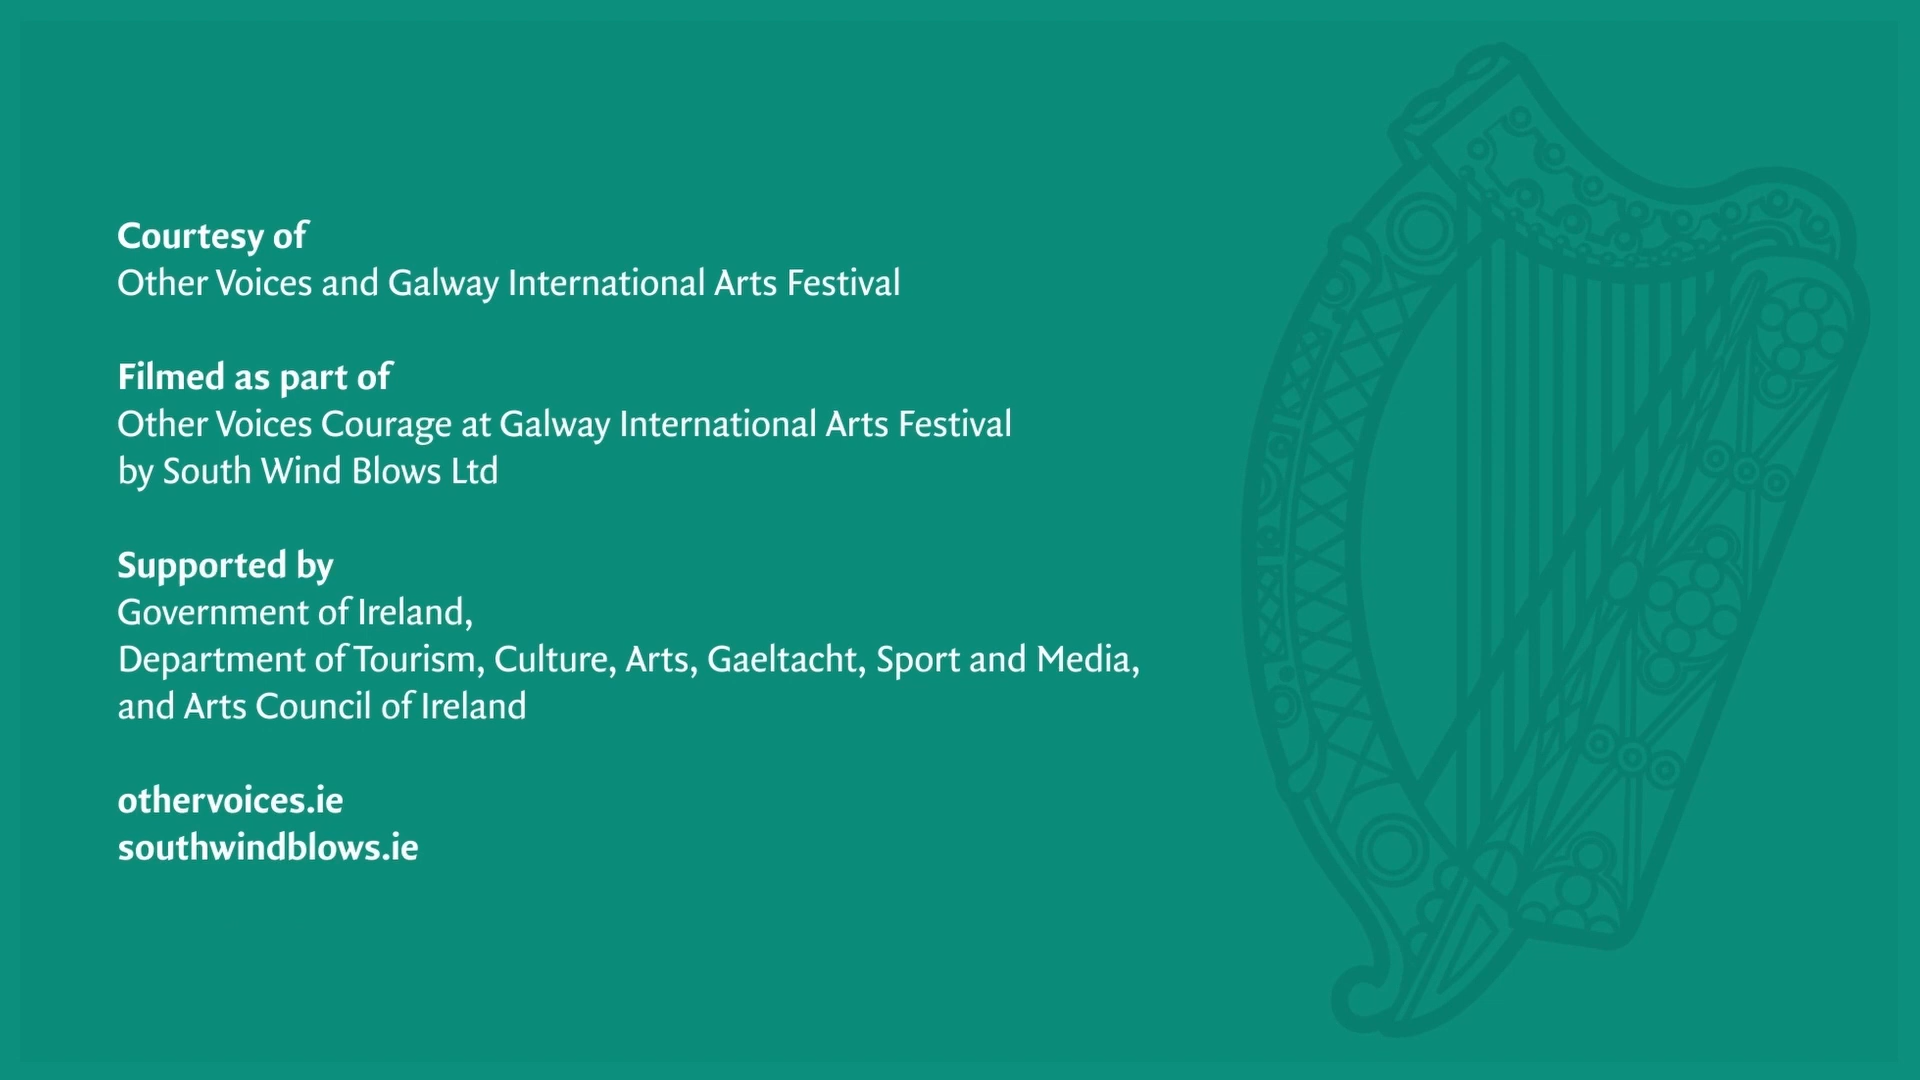 Courtesy of
Other Voices and Galway International Arts Festival
Filmed as part of
Other Voices Courage at Galway International Arts Festival
by South Wind Blows Ltd
Supported by
Government of Ireland,
Department of Tourism, Culture, Arts, Gaeltacht, Sport and Media,
and Arts Council of Ireland
othervoices.ie
southwindblows.ie